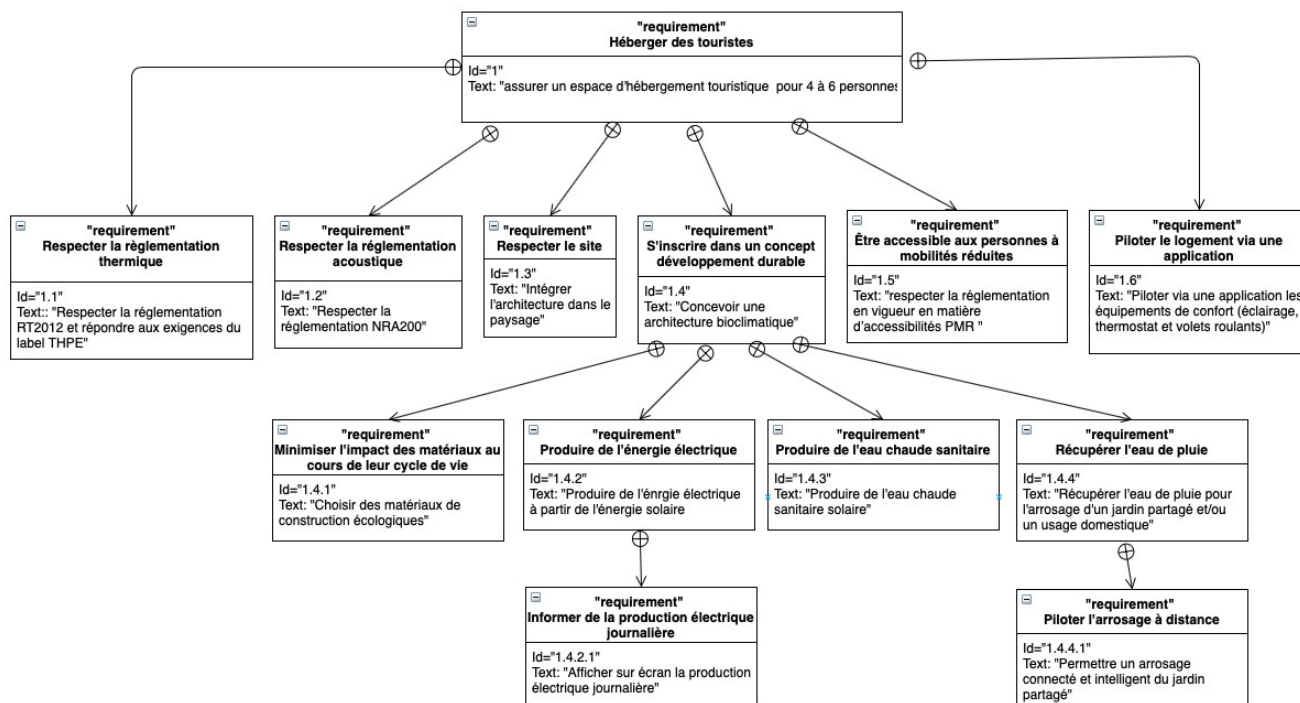 "requirement"
Héberger des touristes
Id="1"
Text: "assurer un espace d'hébergement touristique  pour 4 à 6 personnes
"requirement"
Respecter la règlementation
thermique
Id="1.1"
Text:: "Respecter la réglementation
RT2012 et répondre aux exigences du
label THPE"
"requirement"
Respecter la réglementation
acoustique
Id="1.2"
Text: "Respecter la
réglementation NRA200"
"requirement"
Respecter le site
Id="1.3"
Text: "Intégrer
l'architecture dans le
paysage"
"requirement"
S'inscrire dans un concept
développement durable
Id="1.4"
Text: "Concevoir une
architecture bioclimatique"
"requirement"
Être accessible aux personnes à
mobilités réduites
Id="1.5"
Text: "respecter la réglementation
en vigueur en matière
d'accessibilités PMR "
"requirement"
Piloter le logement via une
application
Id="1.6"
Text: "Piloter via une application les
équipements de confort (éclairage,
thermostat et volets roulants)"
"requirement"
Minimiser l'impact des matériaux au
cours de leur cycle de vie
Id="1.4.1"
Text: "Choisir des matériaux de
construction écologiques"
"requirement"
Produire de l'énergie électrique
Id="1.4.2"
Text: "Produire de l'énrgie électrique
à partir de l'énergie solaire
"requirement"
Produire de l'eau chaude sanitaire
Id="1.4.3"
Text: "Produire de l'eau chaude
sanitaire solaire"
"requirement"
Récupérer l'eau de pluie
Id="1.4.4"
Text: "Récupérer l'eau de pluie pour
l'arrosage d'un jardin partagé et/ou
un usage domestique"
"requirement"
Informer de la production électrique
journalière
Id="1.4.2.1"
Text: "Afficher sur écran la production
électrique journalière"
"requirement"
Piloter l'arrosage à distance
Id="1.4.4.1"
Text: "Permettre un arrosage
connecté et intelligent du jardin
partagé"